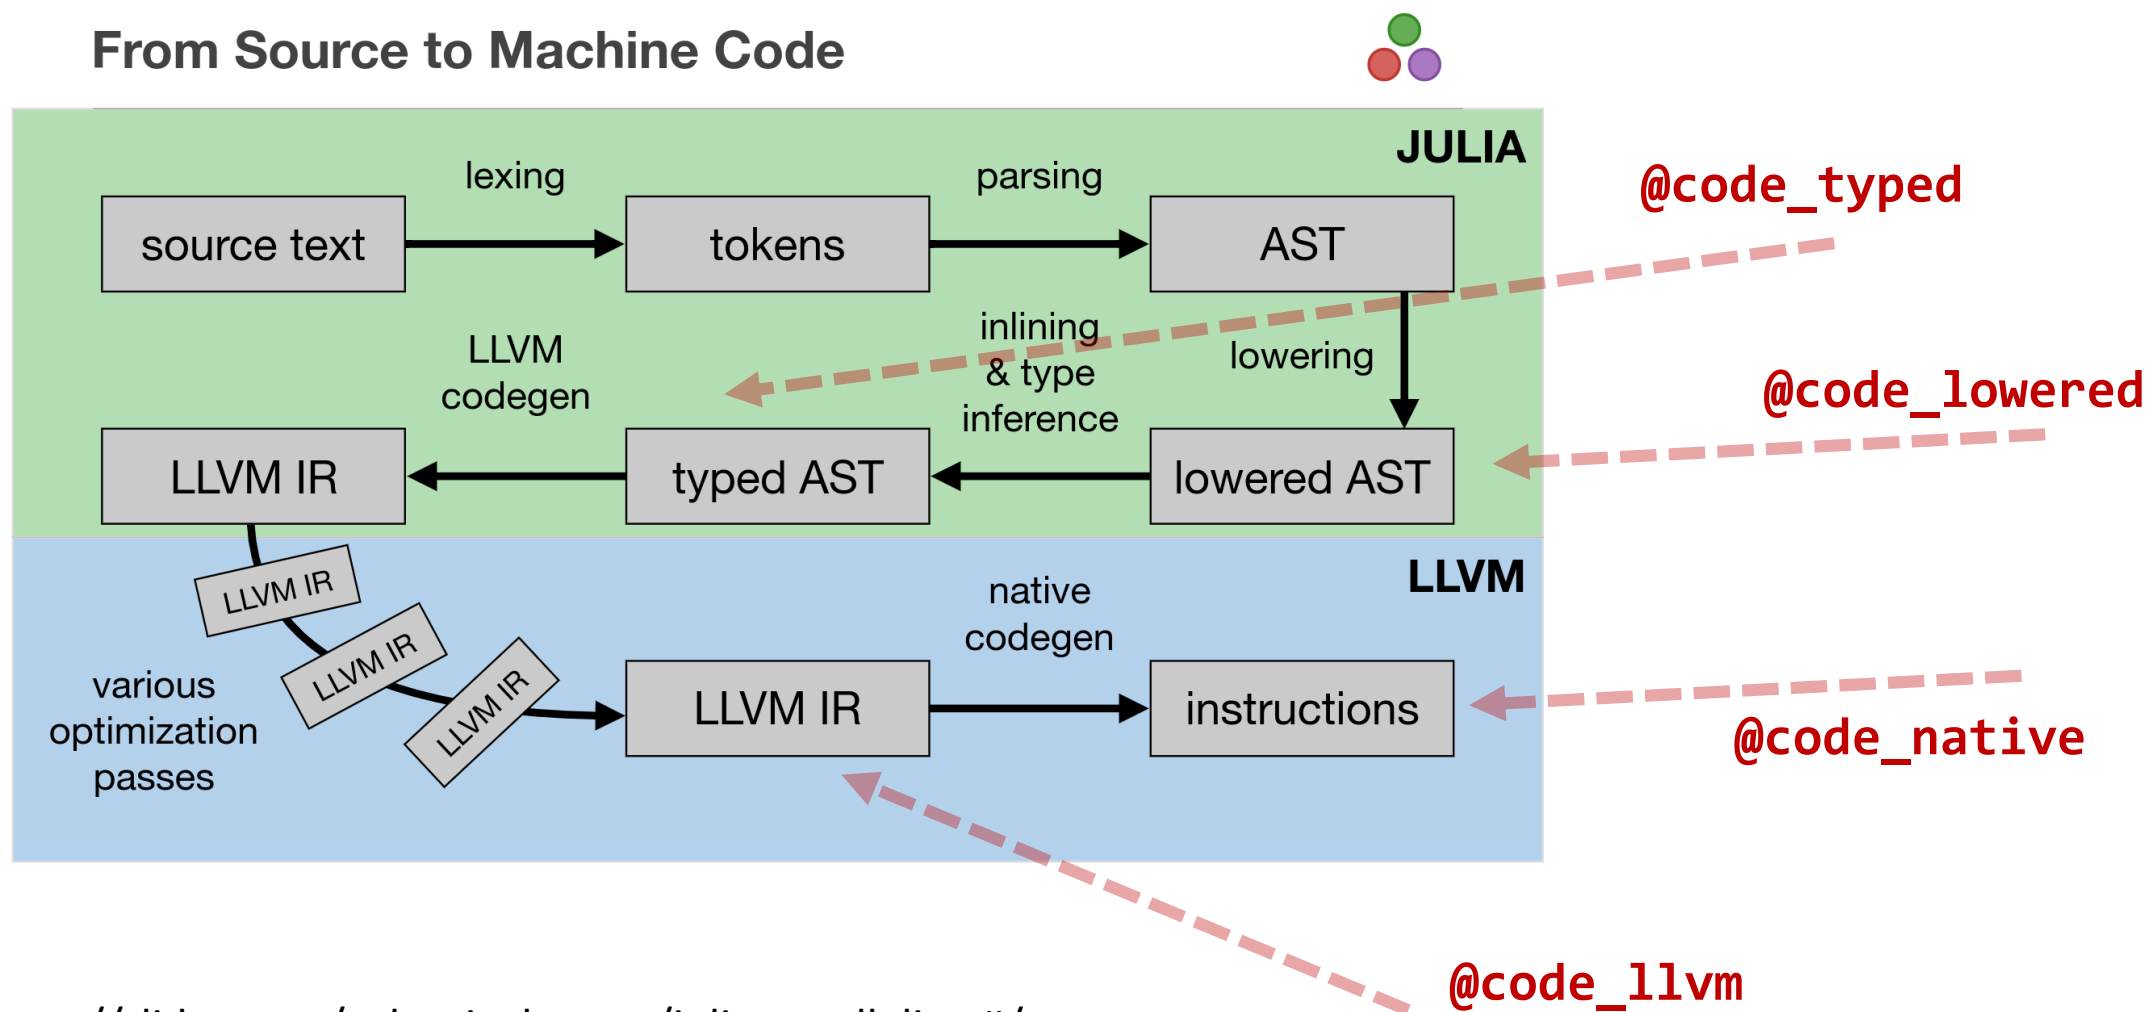 From Source to Machine Code
JULIA
lexing
parsing
@code_typed
source text
tokens
AST
inlining
& type
inference
LLVM
codegen
lowering
@code_lowered
LLVM IR
typed AST
lowered AST
LLVM
LLVM IR
native
codegen
LLVM IR
LLVM IR
various
optimization
passes
LLVM IR
instructions
@code_native
@code_llvm